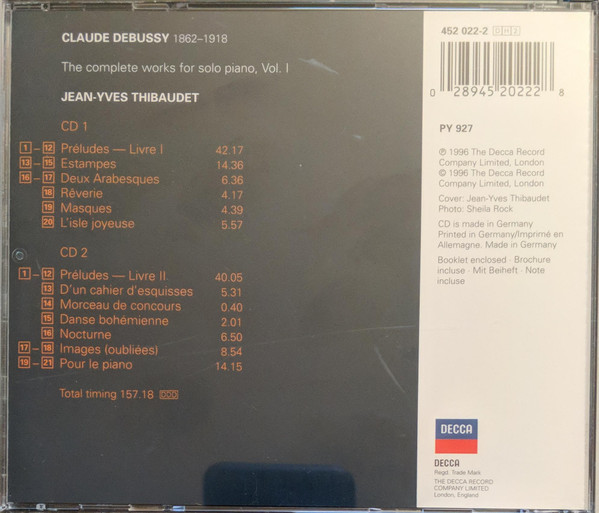 CLAUDE DEBUSSY 1862–1918
The complete works for solo piano, Vol. I
JEAN-YVES THIBAUDET
CD 1
1 – 12 Préludes — Livre I 42.17
13 – 15 Estampes 14.36
16 – 17 Deux Arabesques 6.36
18 Rêverie 4.17
19 Masques 4.39
20 L'isle joyeuse 5.57
CD 2
1 – 12 Préludes — Livre II 40.05
13 D'un cahier d'esquisses 5.31
14 Morceau de concours 0.40
15 Danse bohémienne 2.01
16 Nocturne 6.50
17 – 18 Images (oubliées) 8.54
19 – 21 Pour le piano 14.15
Total timing 157.18 DDD
452 022-2 DH2
0 28945 20222 8
PY 927
℗ 1996 The Decca Record
Company Limited, London
© 1996 The Decca Record
Company Limited, London
Cover: Jean-Yves Thibaudet
Photo: Sheila Rock
CD is made in Germany
Printed in Germany/Imprimé en
Allemagne. Made in Germany
Booklet enclosed · Brochure
incluse · Mit Beiheft · Note
incluse
DECCA
DECCA
Regd. Trade Mark
THE DECCA RECORD
COMPANY LIMITED
London, England